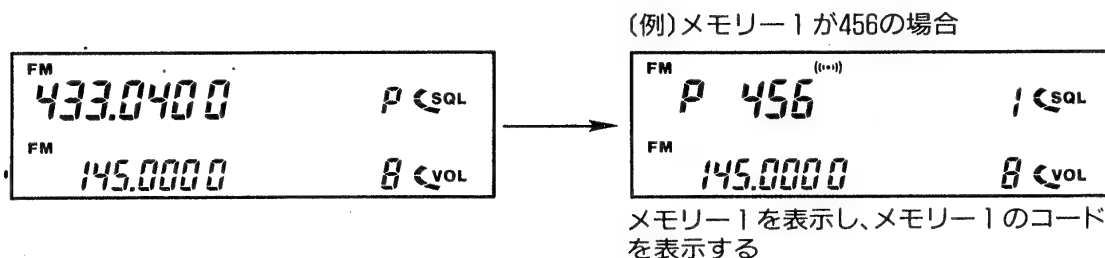 (例)メモリー1が456の場合
FM
433.0400 P SQL
FM
145.0000 8 VOL
FM
P 456 1 SQL
FM
145.0000 8 VOL
メモリー1を表示し、メモリー1のコード
を表示する